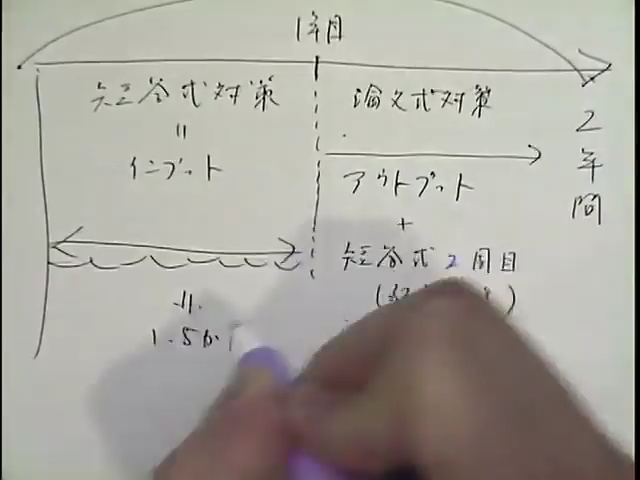 1年目
短答式対策
=
インプット
論文式対策
アウトプット
+
短答式2周目
2年間
=
1.5か